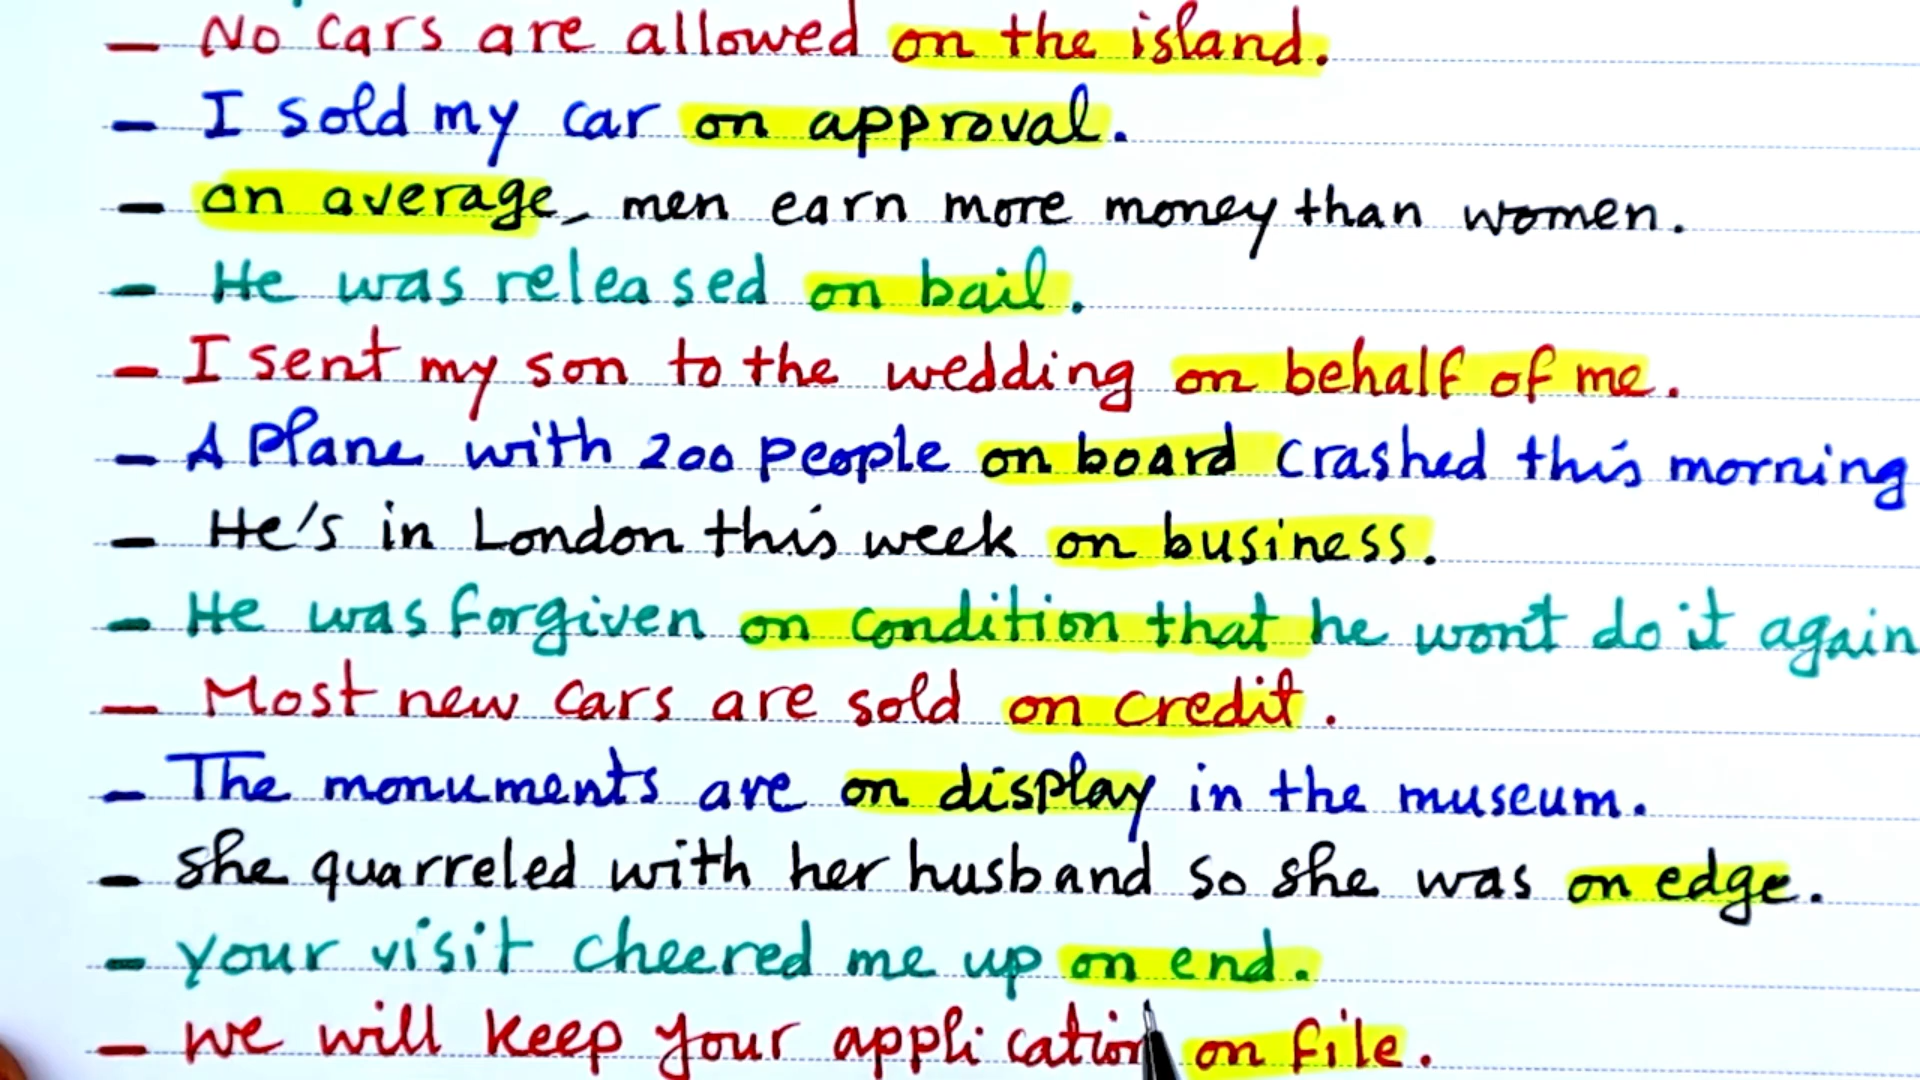 – No cars are allowed on the island.
– I sold my car on approval.
– on average, men earn more money than women.
– He was released on bail.
– I sent my son to the wedding on behalf of me.
– A plane with 200 people on board crashed this morning
– He's in London this week on business.
– He was forgiven on condition that he won't do it again
– Most new cars are sold on credit.
– The monuments are on display in the museum.
– she quarreled with her husband so she was on edge.
– your visit cheered me up on end.
– we will keep your application on file.